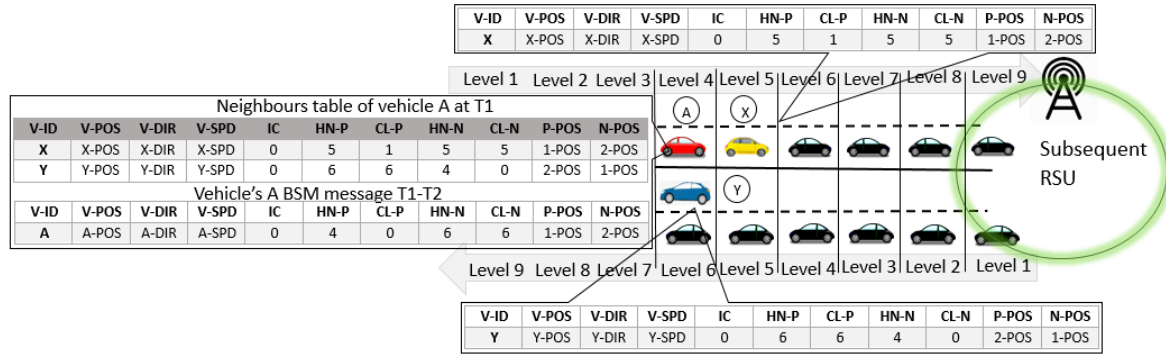 V-ID V-POS V-DIR V-SPD IC HN-P CL-P HN-N CL-N P-POS N-POS
X X-POS X-DIR X-SPD 0 5 1 5 5 1-POS 2-POS
Level 1 Level 2 Level 3 Level 4 Level 5 Level 6 Level 7 Level 8 Level 9
Neighbours table of vehicle A at T1
V-ID V-POS V-DIR V-SPD IC HN-P CL-P HN-N CL-N P-POS N-POS
X X-POS X-DIR X-SPD 0 5 1 5 5 1-POS 2-POS
Y Y-POS Y-DIR Y-SPD 0 6 6 4 0 2-POS 1-POS
Vehicle's A BSM message T1-T2
V-ID V-POS V-DIR V-SPD IC HN-P CL-P HN-N CL-N P-POS N-POS
A A-POS A-DIR A-SPD 0 4 0 6 6 1-POS 2-POS
A X
Y
Subsequent
RSU
Level 9 Level 8 Level 7 Level 6 Level 5 Level 4 Level 3 Level 2 Level 1
V-ID V-POS V-DIR V-SPD IC HN-P CL-P HN-N CL-N P-POS N-POS
Y Y-POS Y-DIR Y-SPD 0 6 6 4 0 2-POS 1-POS